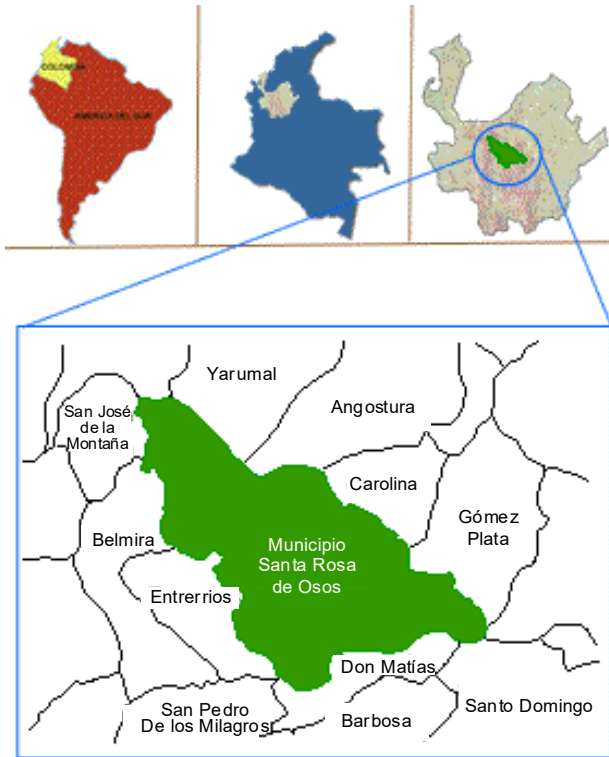 COLOMBIA
AMERICA DEL SUR
Yarumal
San José
de la
Montaña
Angostura
Carolina
Gómez
Plata
Belmira
Municipio
Santa Rosa
de Osos
Entrerrios
Don Matías
San Pedro
De los Milagros
Barbosa
Santo Domingo